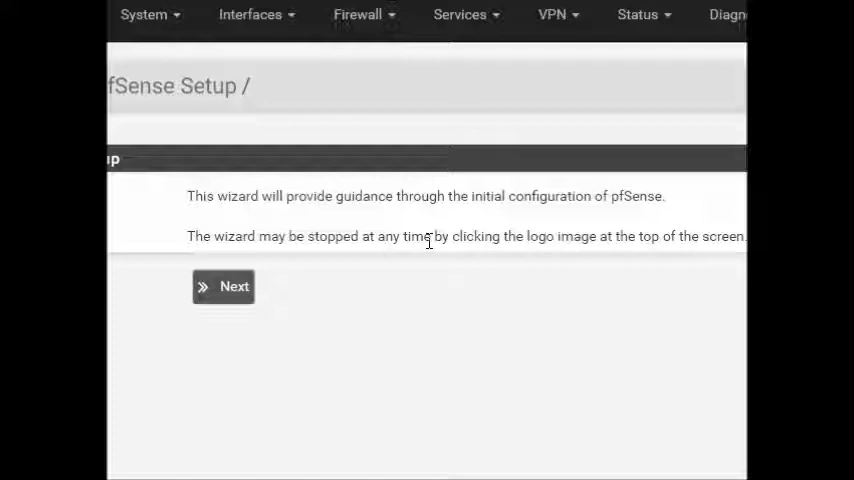 System Interfaces Firewall Services VPN Status Diagn
fSense Setup /
up
This wizard will provide guidance through the initial configuration of pfSense.
The wizard may be stopped at any time by clicking the logo image at the top of the screen.
Next